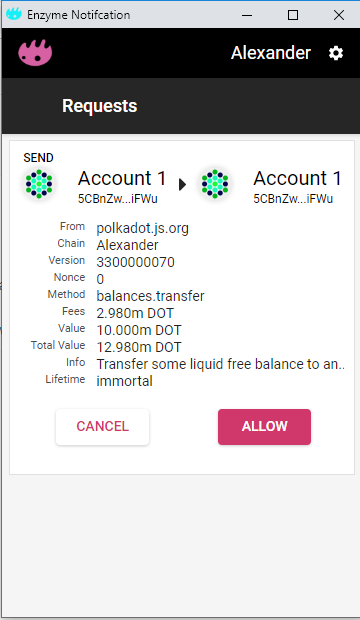 Enzyme Notifcation
Alexander
Requests
SEND
Account 1 Account 1
5CBnZw...iFWu 5CBnZw...iFWu
From polkadot.js.org
Chain Alexander
Version 3300000070
Nonce 0
Method balances.transfer
Fees 2.980m DOT
Value 10.000m DOT
Total Value 12.980m DOT
Info Transfer some liquid free balance to an..
Lifetime immortal
CANCEL ALLOW